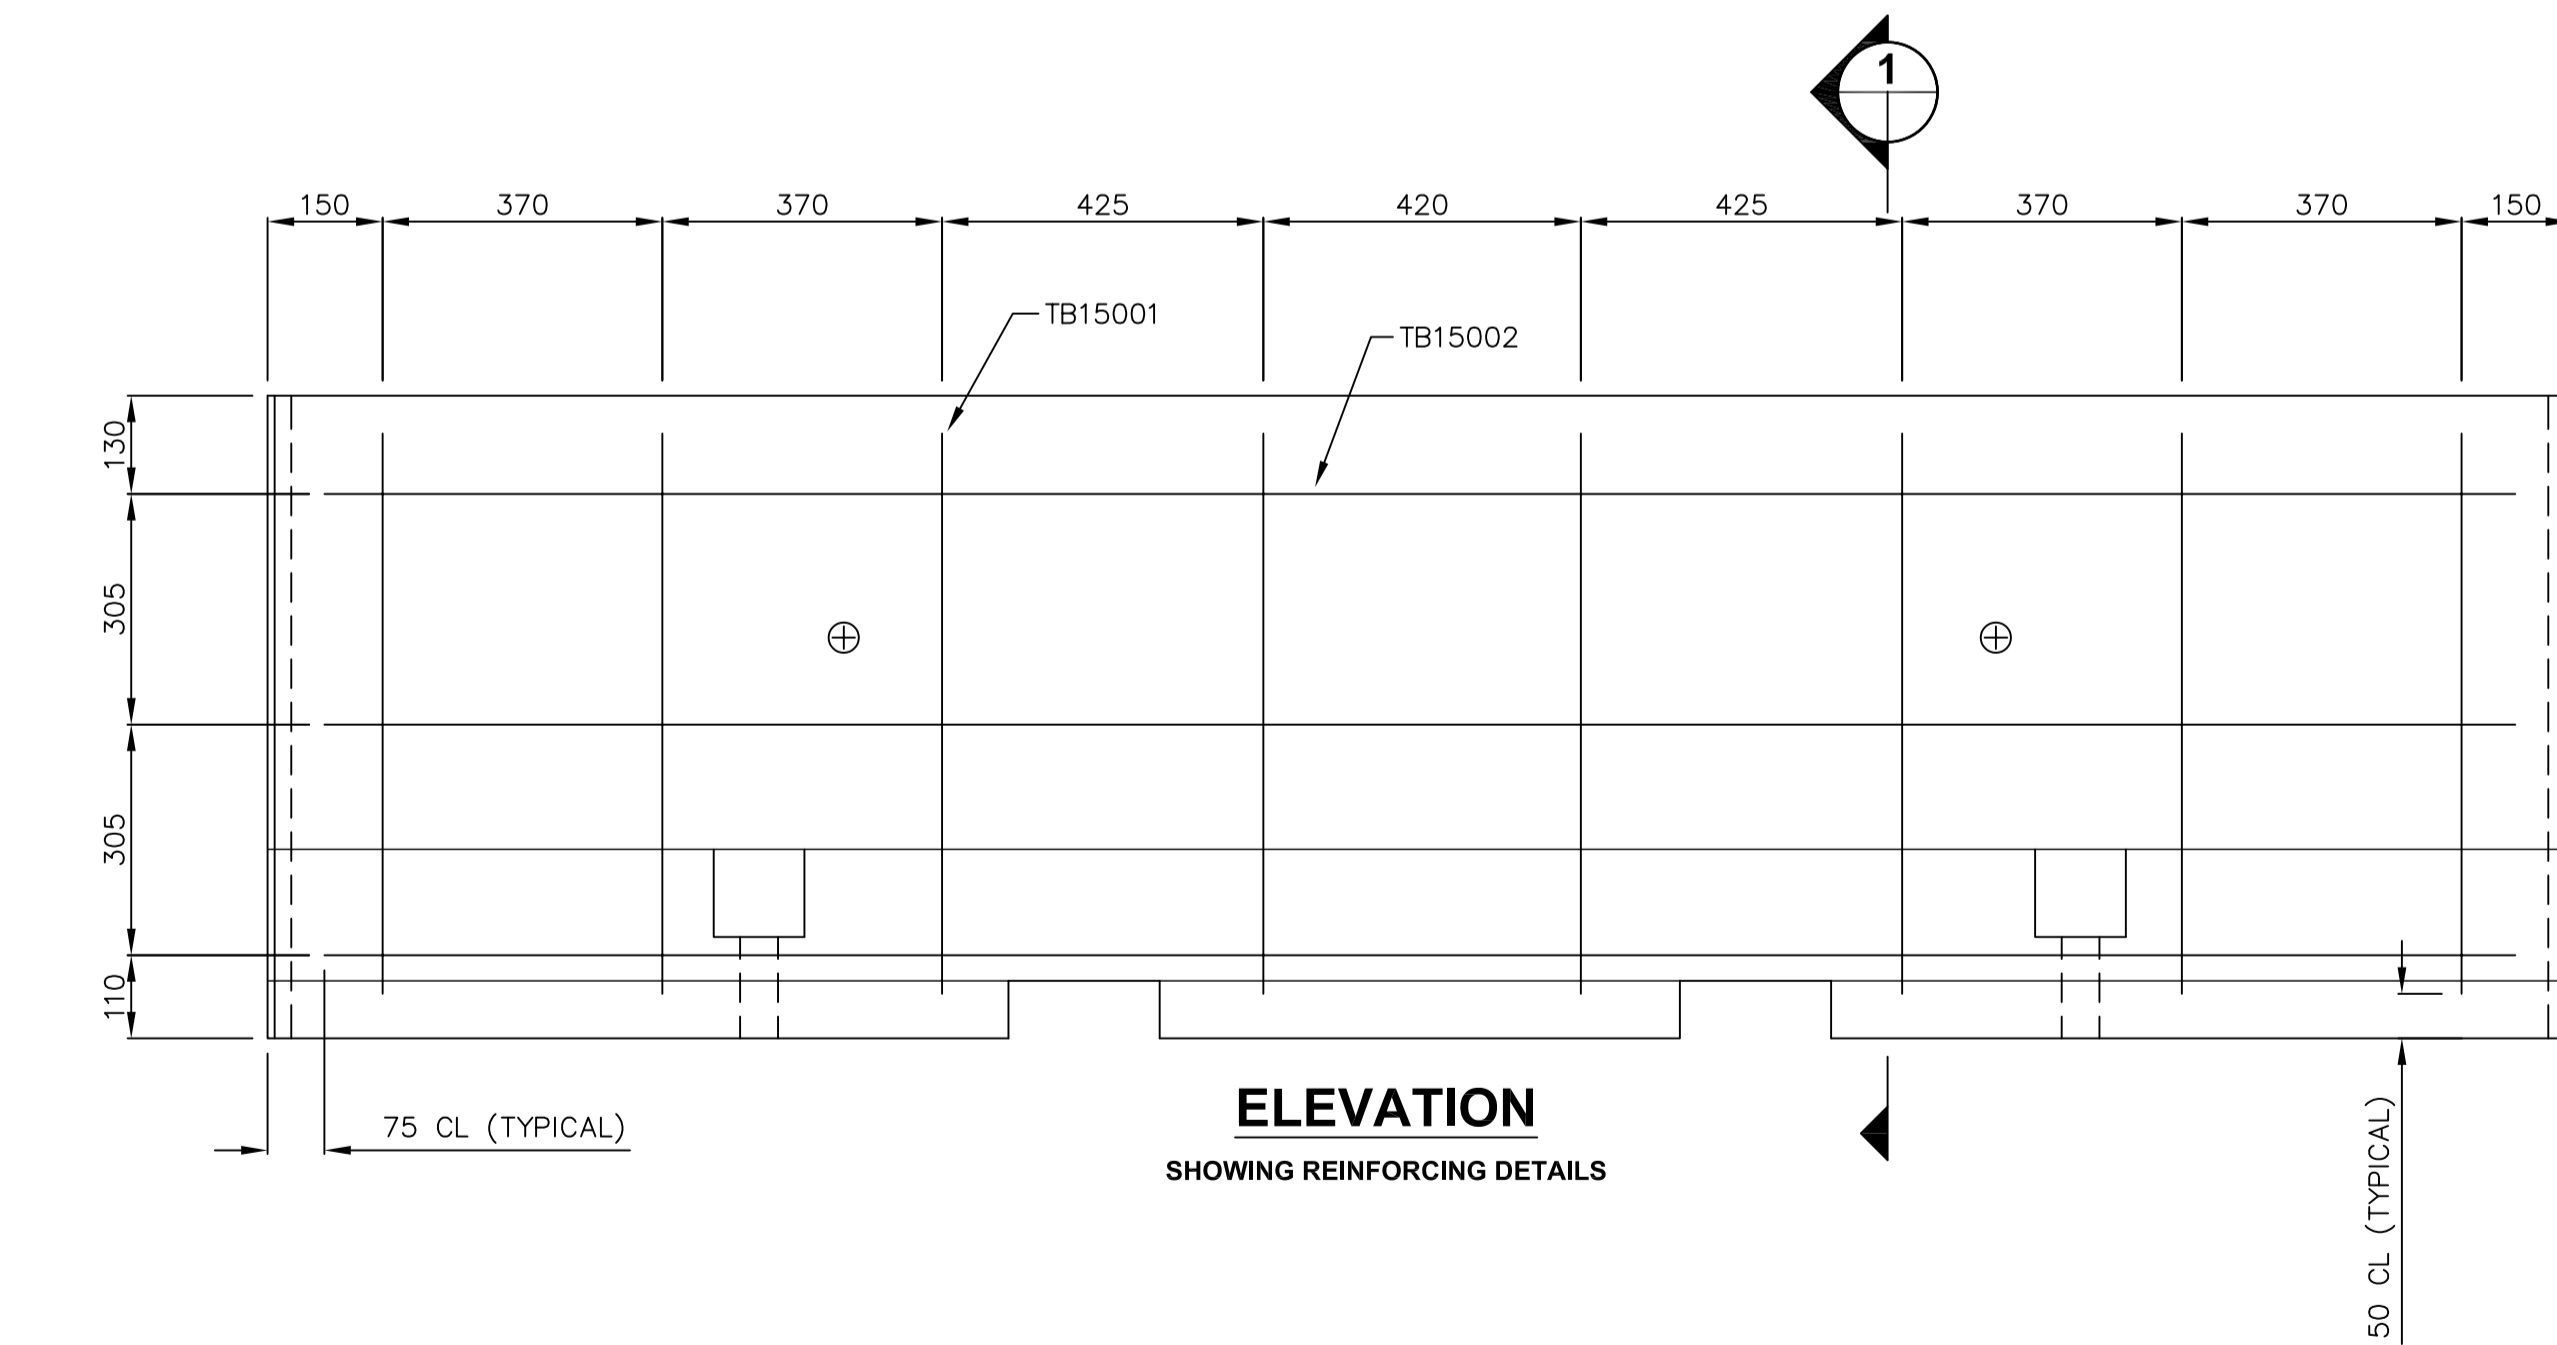 1
150 370 370 425 420 425 370 370 150
TB15001
TB15002
130
305
305
110
75 CL (TYPICAL)
50 CL (TYPICAL)
ELEVATION
SHOWING REINFORCING DETAILS